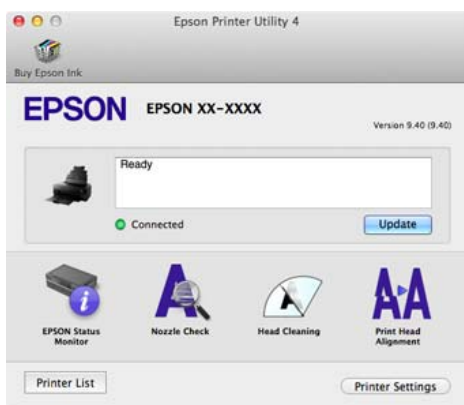 Epson Printer Utility 4
Buy Epson Ink
EPSON EPSON XX-XXXX
Version 9.40 (9.40)
Ready
Connected
Update
EPSON Status
Monitor
Nozzle Check
Head Cleaning
Print Head
Alignment
Printer List
Printer Settings